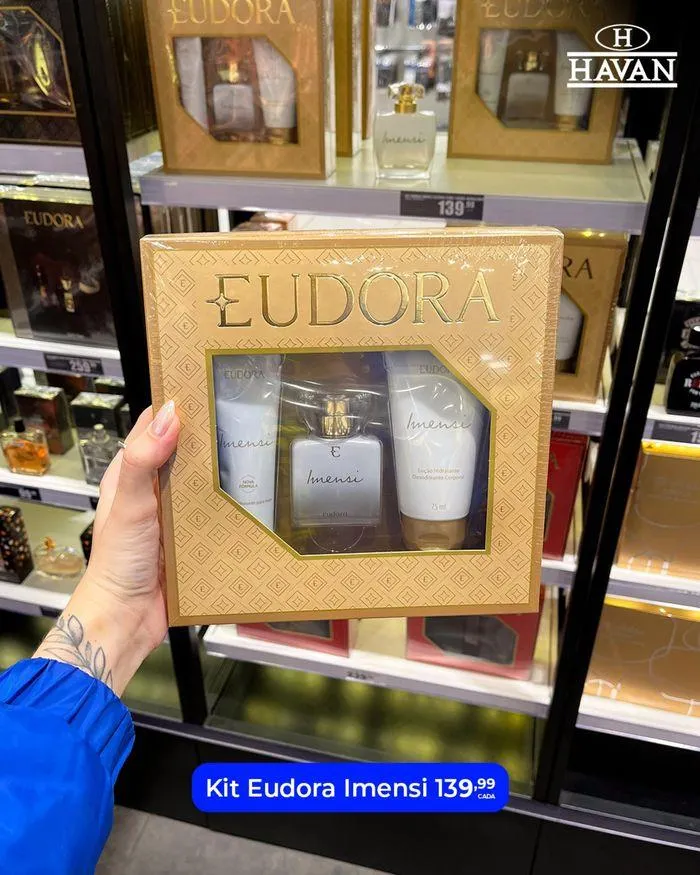 EUDORA
EUDORA
H
HAVAN
Imensi
139,99
EUDORA
259
EUDORA
EUDORA
Imensi
NOVA
FÓRMULA
E
Imensi
eudora
EUDORA
Imensi
Loção Hidratante
Desodorante Corporal
75 ml
Kit Eudora Imensi 139,99
CADA